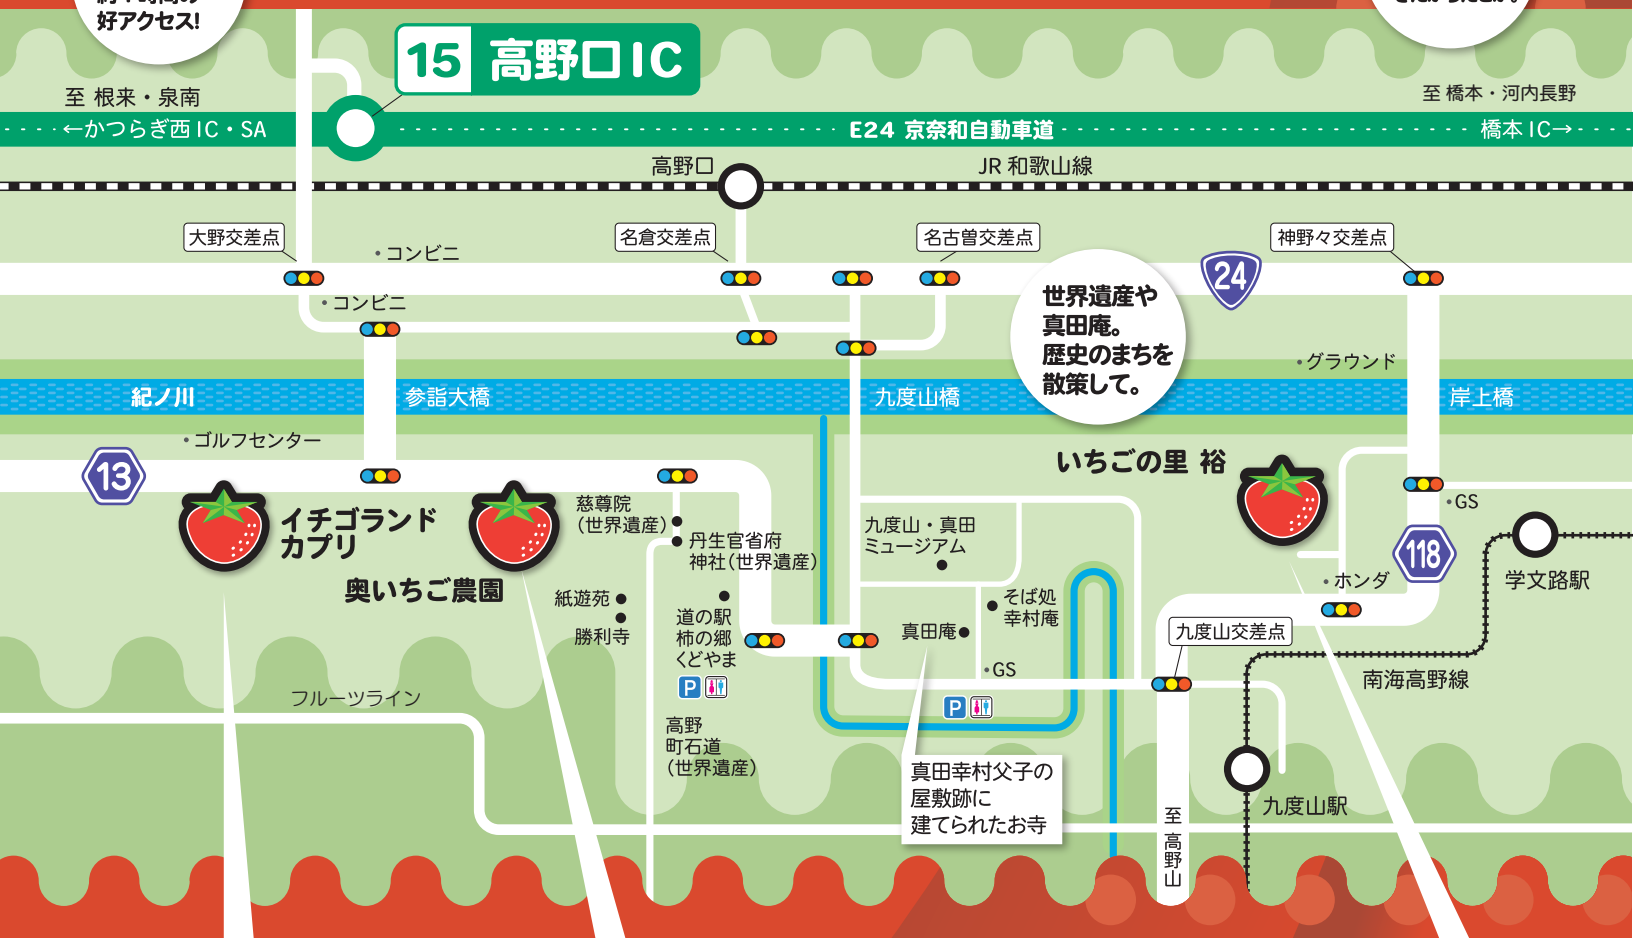 好アクセス!
15 高野口IC
至 根来・泉南
至 橋本・河内長野
←かつらぎ西IC・SA
E24 京奈和自動車道
橋本IC→
高野口
JR 和歌山線
大野交差点
名倉交差点
名古曽交差点
神野々交差点
・コンビニ
・コンビニ
24
世界遺産や
真田庵。
歴史のまちを
散策して。
・グラウンド
紀ノ川
参詣大橋
九度山橋
岸上橋
・ゴルフセンター
13
イチゴランド
カプリ
奥いちご農園
いちごの里 裕
・GS
118
慈尊院
(世界遺産)
丹生官省府
神社(世界遺産)
九度山・真田
ミュージアム
学文路駅
・ホンダ
紙遊苑
勝利寺
道の駅
柿の郷
くどやま
P
そば処
幸村庵
真田庵
・GS
P
九度山交差点
南海高野線
フルーツライン
高野
町石道
(世界遺産)
真田幸村父子の
屋敷跡に
建てられたお寺
九度山駅
至 高野山